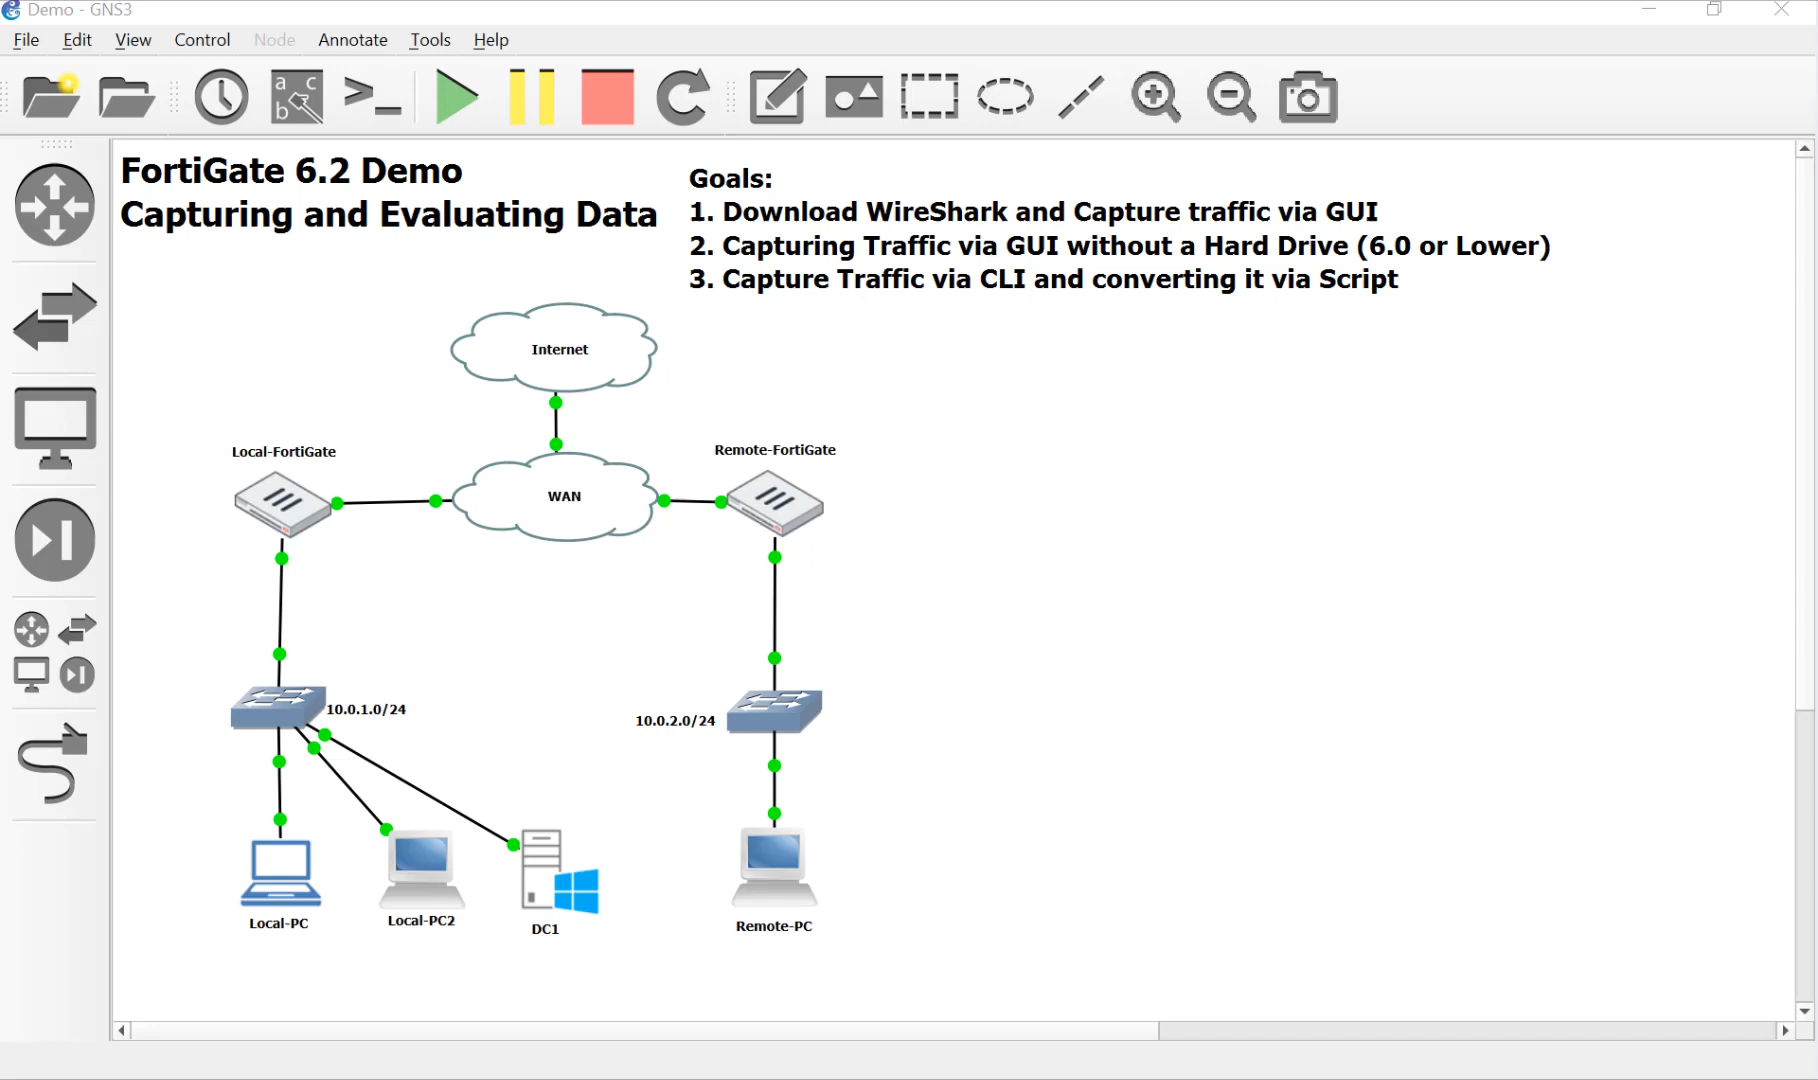 Demo - GNS3
File Edit View Control Node Annotate Tools Help
a c
b
>_
FortiGate 6.2 Demo
Capturing and Evaluating Data
Goals:
1. Download WireShark and Capture traffic via GUI
2. Capturing Traffic via GUI without a Hard Drive (6.0 or Lower)
3. Capture Traffic via CLI and converting it via Script
Internet
Local-FortiGate
Remote-FortiGate
WAN
10.0.1.0/24
10.0.2.0/24
Local-PC
Local-PC2
DC1
Remote-PC